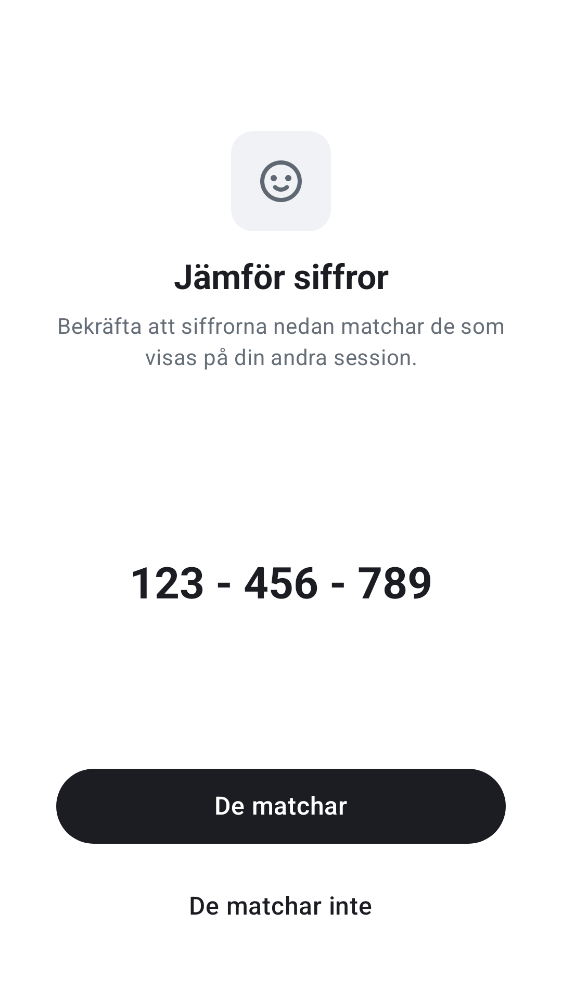 Jämför siffror
Bekräfta att siffrorna nedan matchar de som
visas på din andra session.
123 - 456 - 789
De matchar
De matchar inte